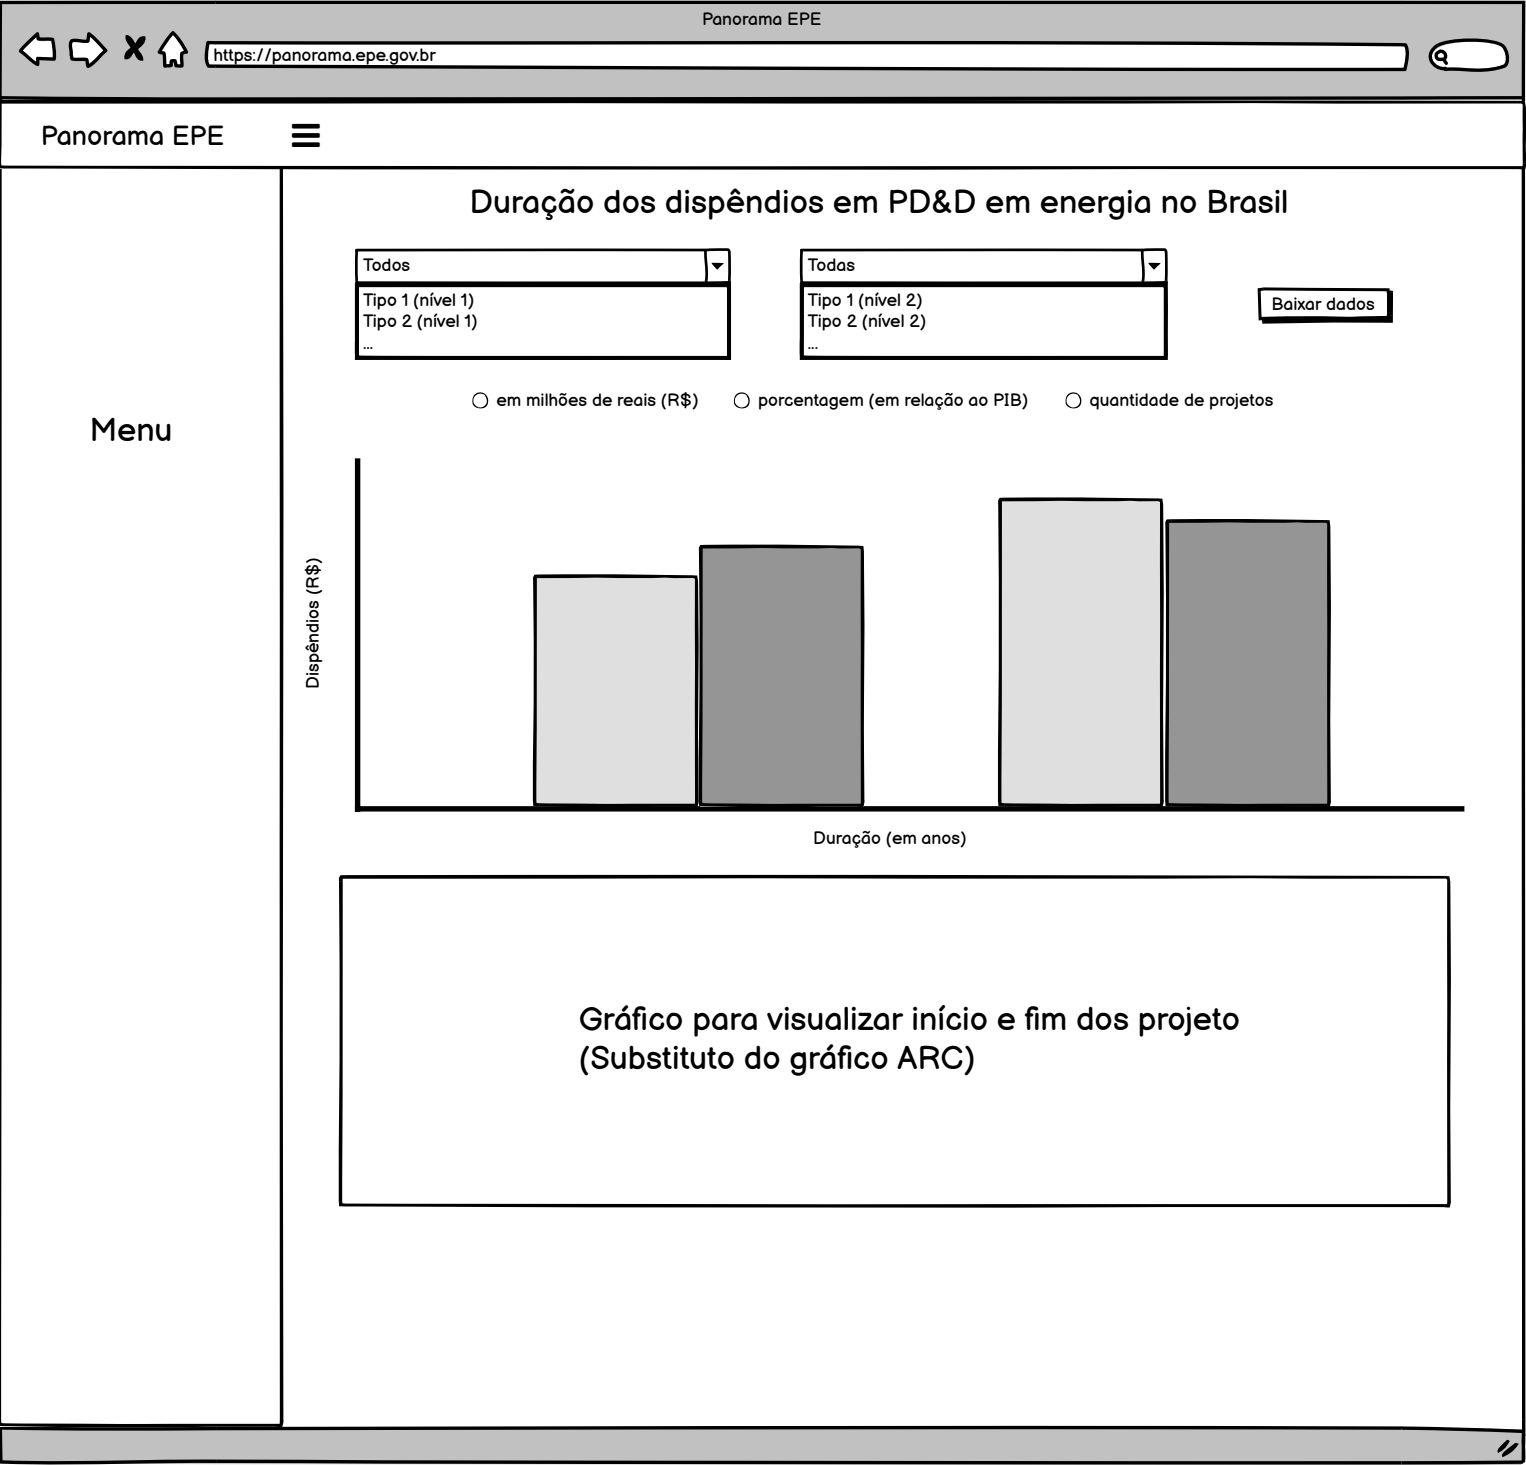 Panorama EPE
https://panorama.epe.gov.br
Panorama EPE
Menu
Duração dos dispêndios em PD&D em energia no Brasil
Todos
Tipo 1 (nível 1)
Tipo 2 (nível 1)
...
Todas
Tipo 1 (nível 2)
Tipo 2 (nível 2)
...
Baixar dados
em milhões de reais (R$)
porcentagem (em relação ao PIB)
quantidade de projetos
Dispêndios (R$)
Duração (em anos)
Gráfico para visualizar início e fim dos projeto
(Substituto do gráfico ARC)